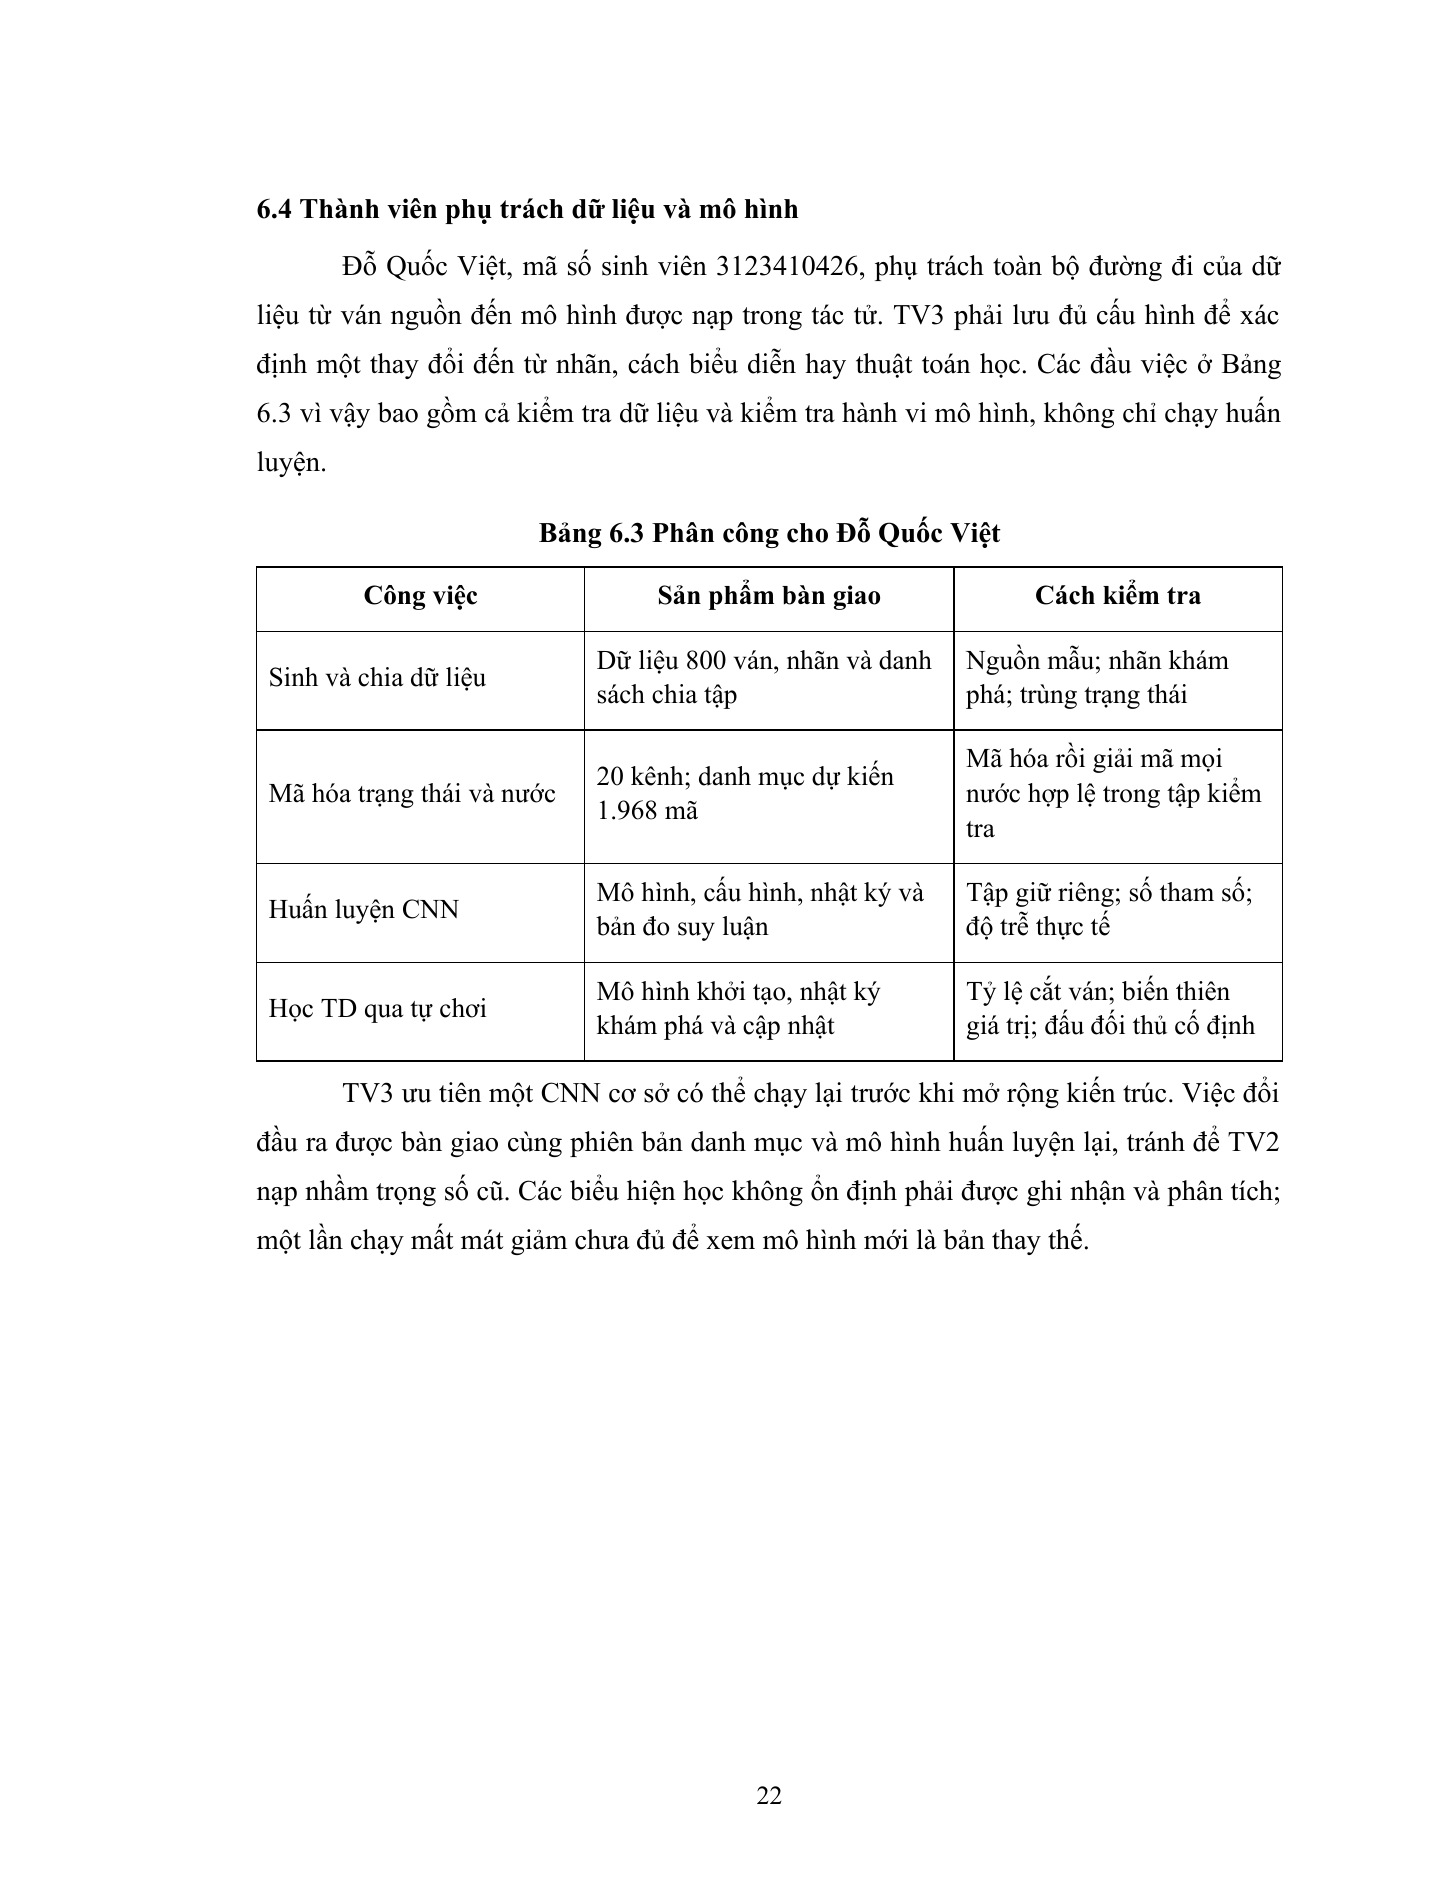 6.4 Thành viên phụ trách dữ liệu và mô hình
Đỗ Quốc Việt, mã số sinh viên 3123410426, phụ trách toàn bộ đường đi của dữ
liệu từ ván nguồn đến mô hình được nạp trong tác tử. TV3 phải lưu đủ cấu hình để xác
định một thay đổi đến từ nhãn, cách biểu diễn hay thuật toán học. Các đầu việc ở Bảng
6.3 vì vậy bao gồm cả kiểm tra dữ liệu và kiểm tra hành vi mô hình, không chỉ chạy huấn
luyện.
Bảng 6.3 Phân công cho Đỗ Quốc Việt
Công việc
Sản phẩm bàn giao
Cách kiểm tra
Sinh và chia dữ liệu
Dữ liệu 800 ván, nhãn và danh
sách chia tập
Nguồn mẫu; nhãn khám
phá; trùng trạng thái
Mã hóa trạng thái và nước
20 kênh; danh mục dự kiến
1.968 mã
Mã hóa rồi giải mã mọi
nước hợp lệ trong tập kiểm
tra
Huấn luyện CNN
Mô hình, cấu hình, nhật ký và
bản đo suy luận
Tập giữ riêng; số tham số;
độ trễ thực tế
Học TD qua tự chơi
Mô hình khởi tạo, nhật ký
khám phá và cập nhật
Tỷ lệ cắt ván; biến thiên
giá trị; đấu đối thủ cố định
TV3 ưu tiên một CNN cơ sở có thể chạy lại trước khi mở rộng kiến trúc. Việc đổi
đầu ra được bàn giao cùng phiên bản danh mục và mô hình huấn luyện lại, tránh để TV2
nạp nhầm trọng số cũ. Các biểu hiện học không ổn định phải được ghi nhận và phân tích;
một lần chạy mất mát giảm chưa đủ để xem mô hình mới là bản thay thế.
22